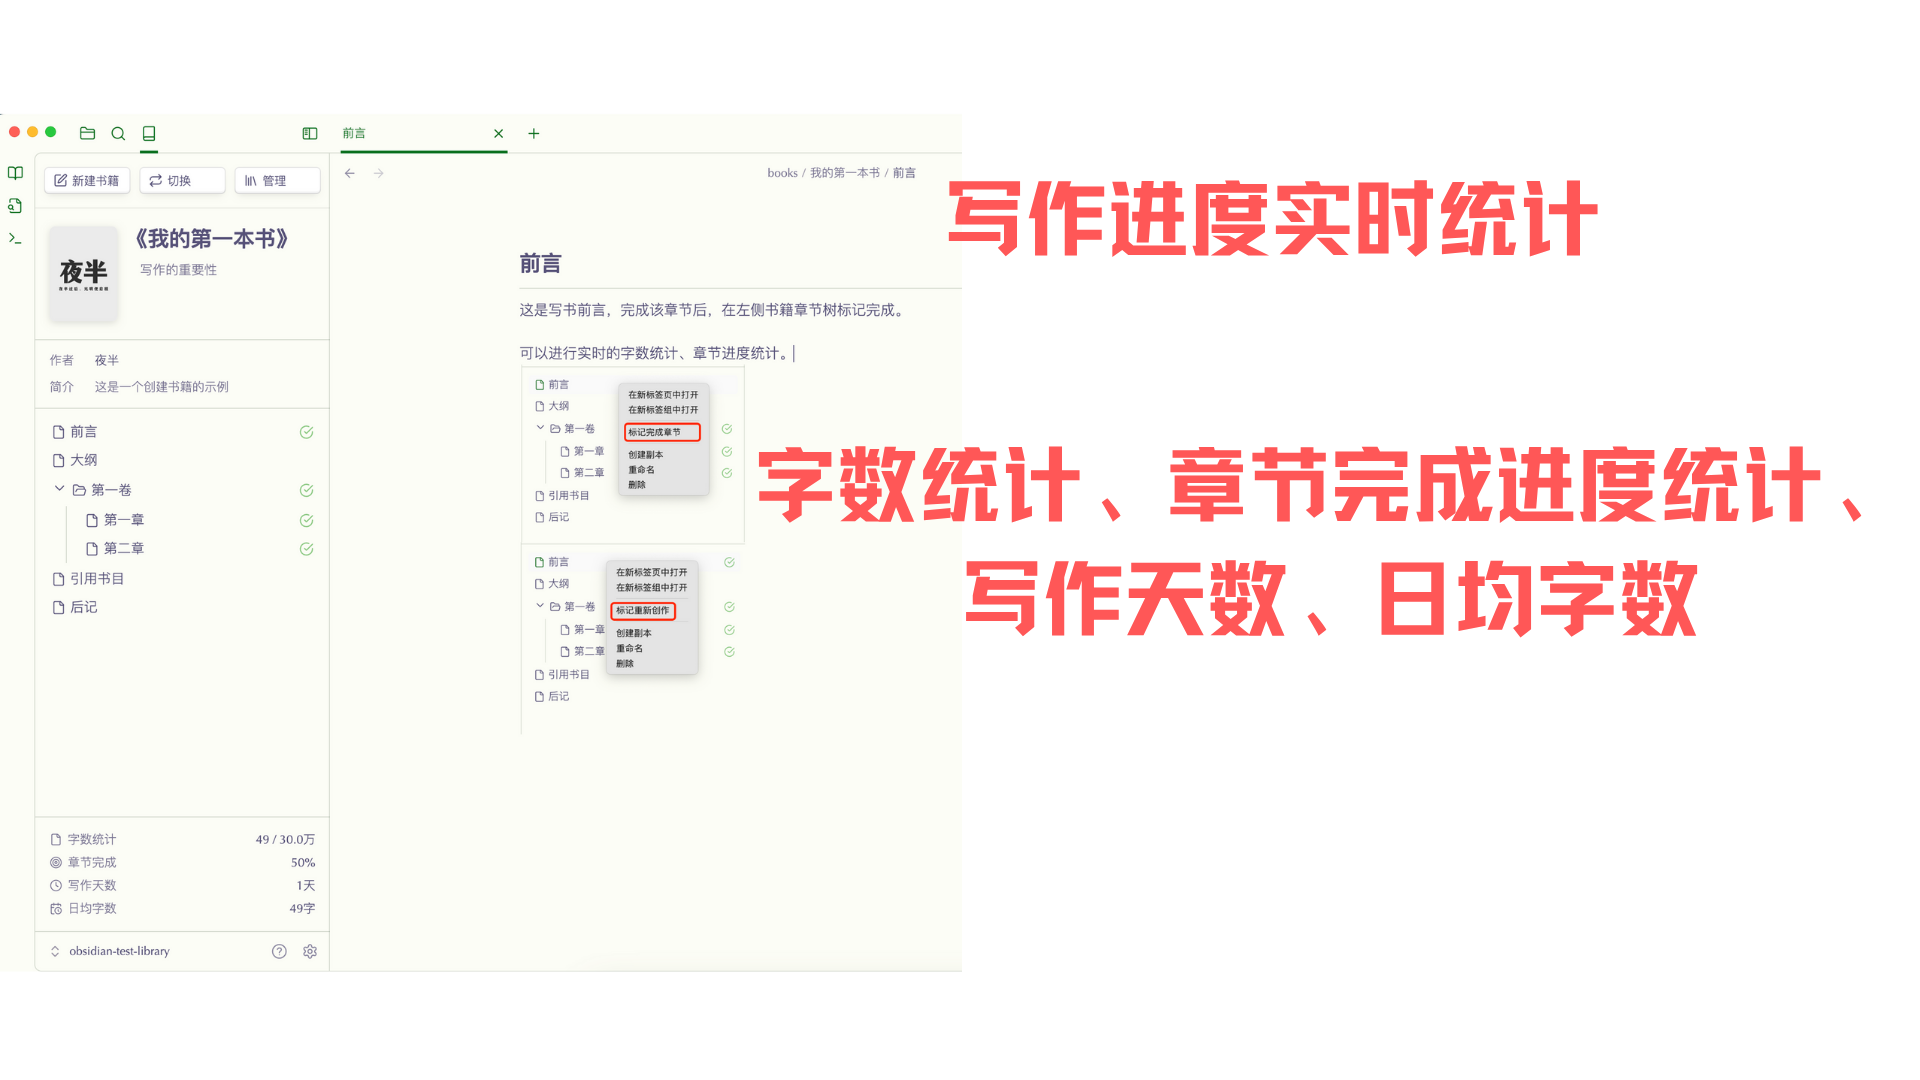 前言
新建书籍
切换
管理
books / 我的第一本书 / 前言
《我的第一本书》
写作的重要性
夜半
作者 夜半
简介 这是一个创建书籍的示例
前言
大纲
第一卷
第一章
第二章
引用书目
后记
字数统计 49 / 30.0万
章节完成 50%
写作天数 1天
日均字数 49字
obsidian-test-library
前言
这是写书前言，完成该章节后，在左侧书籍章节树标记完成。
可以进行实时的字数统计、章节进度统计。
前言
大纲
第一卷
第一章
第二章
引用书目
后记
在新标签页中打开
在新标签组中打开
标记完成章节
创建副本
重命名
删除
前言
大纲
第一卷
第一章
第二章
引用书目
后记
在新标签页中打开
在新标签组中打开
标记重新创作
创建副本
重命名
删除
写作进度实时统计
字数统计、章节完成进度统计、
写作天数、日均字数